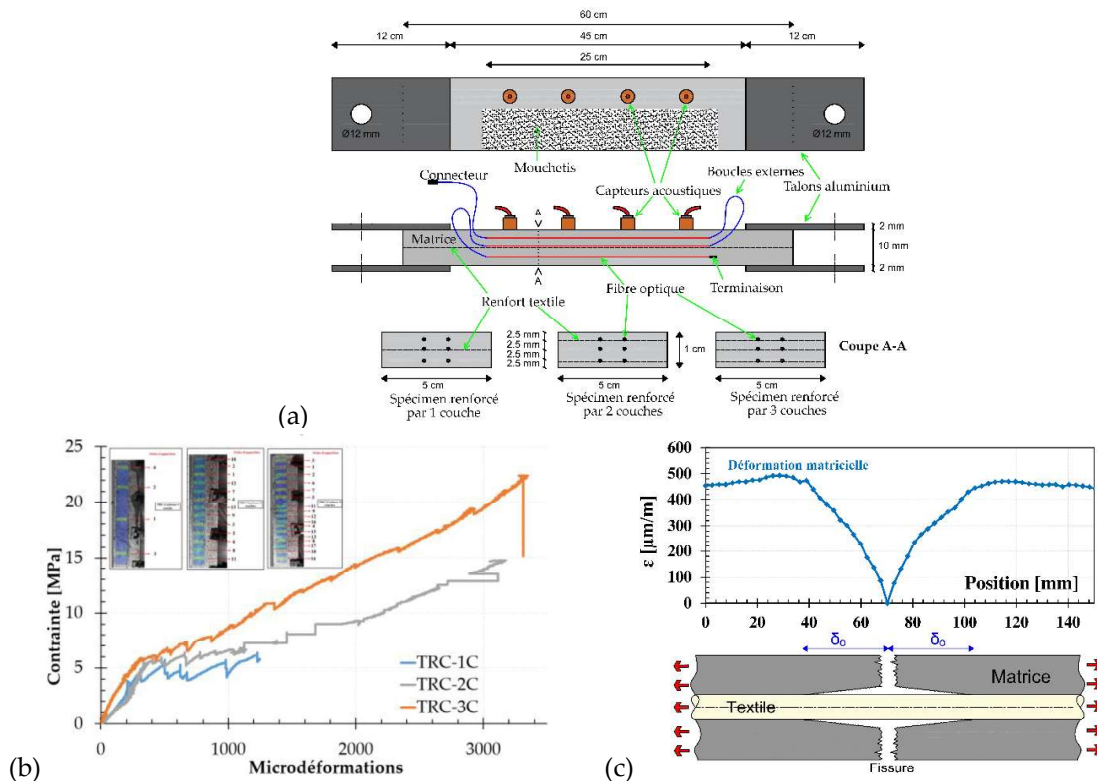 60 cm
12 cm
45 cm
12 cm
25 cm
Ø12 mm
Ø12 mm
Mouchetis
Connecteur
Capteurs acoustiques
Boucles externes
Talons aluminium
A
2 mm
Matrice
10 mm
2 mm
A
Renfort textile
Fibre optique
Terminaison
2.5 mm
2.5 mm
2.5 mm
2.5 mm
1 cm
Coupe A-A
5 cm
5 cm
5 cm
Spécimen renforcé
par 1 couche
Spécimen renforcé
par 2 couches
Spécimen renforcé
par 3 couches
(a)
25
20
15
10
5
0
Contrainte [MPa]
TRC-1C
TRC-2C
TRC-3C
0
1000
2000
3000
Microdéformations
(b)
600
500
400
300
200
100
0
ε [µm/m]
Déformation matricielle
Position [mm]
0 20 40 60 80 100 120 140
δ₀
δ₀
Matrice
Textile
Fissure
(c)